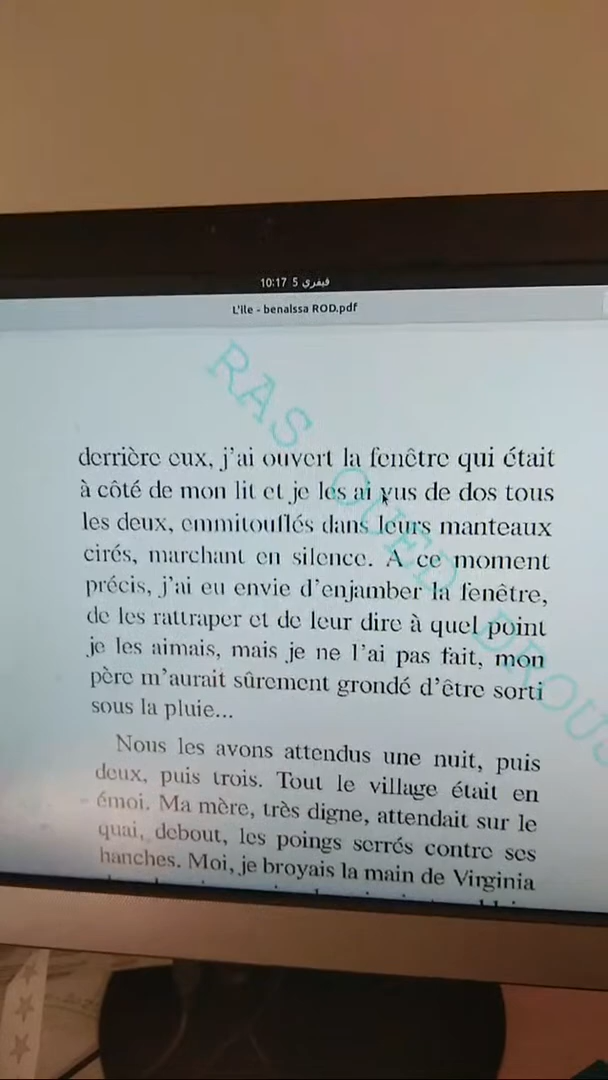 10:17 5 فيفري
L'ile - benaissa ROD.pdf
RAS OUED DROUS
derrière eux, j'ai ouvert la fenêtre qui était
à côté de mon lit et je les ai vus de dos tous
les deux, emmitouflés dans leurs manteaux
cirés, marchant en silence. A ce moment
précis, j'ai eu envie d'enjamber la fenêtre,
de les rattraper et de leur dire à quel point
je les aimais, mais je ne l'ai pas fait, mon
père m'aurait sûrement grondé d'être sorti
sous la pluie...
Nous les avons attendus une nuit, puis
deux, puis trois. Tout le village était en
émoi. Ma mère, très digne, attendait sur le
quai, debout, les poings serrés contre ses
hanches. Moi, je broyais la main de Virginia